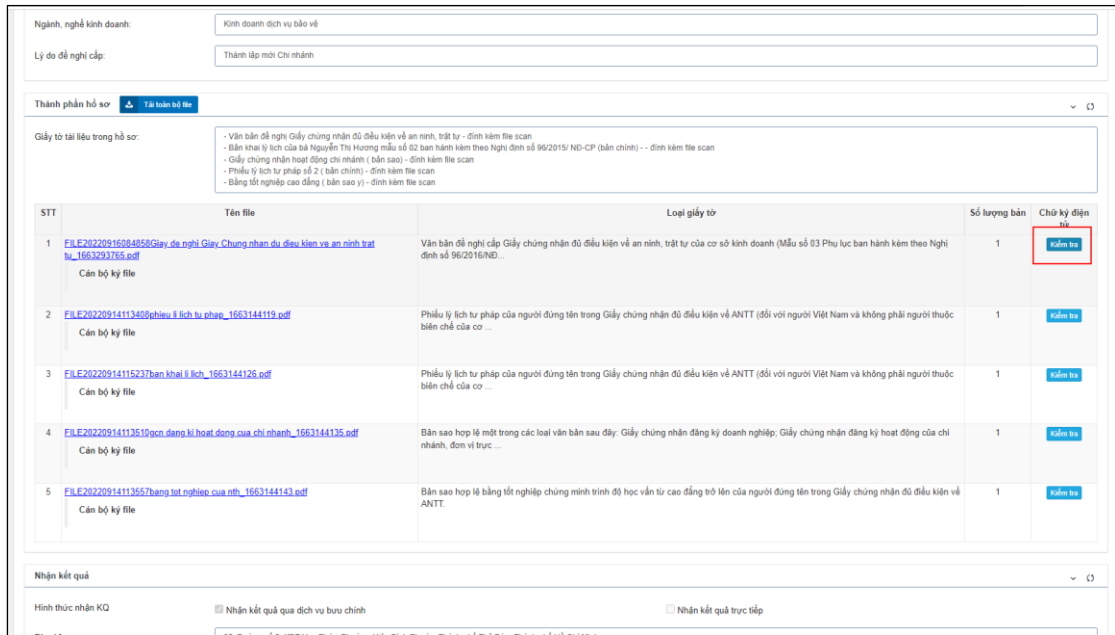 Ngành, nghề kinh doanh:
Kinh doanh dịch vụ bảo vệ
Lý do đề nghị cấp:
Thành lập mới Chi nhánh
Thành phần hồ sơ
Tải toàn bộ file
Giấy tờ tài liệu trong hồ sơ:
- Văn bản đề nghị Giấy chứng nhận đủ điều kiện về an ninh, trật tự - đính kèm file scan
- Bản khai lý lịch của bà Nguyễn Thị Hương mẫu số 02 ban hành kèm theo Nghị định số 96/2015/ NĐ-CP (bản chính) - - đính kèm file scan
- Giấy chứng nhận hoạt động chi nhánh ( bản sao) - đính kèm file scan
- Phiếu lý lịch tư pháp số 2 ( bản chính) - đính kèm file scan
- Bằng tốt nghiệp cao đẳng ( bản sao y) - đính kèm file scan
STT Tên file Loại giấy tờ Số lượng bản Chữ ký điện
tử
1 FILE20220916084858Giay de nghi Giay Chung nhan du dieu kien ve an ninh trat Văn bản đề nghị cấp Giấy chứng nhận đủ điều kiện về an ninh, trật tự của cơ sở kinh doanh (Mẫu số 03 Phụ lục ban hành kèm theo Nghị 1 Kiểm tra
tu_1663293765.pdf định số 96/2016/NĐ...
Cán bộ ký file
2 FILE20220914113408phieu li lich tu phap_1663144119.pdf Phiếu lý lịch tư pháp của người đứng tên trong Giấy chứng nhận đủ điều kiện về ANTT (đối với người Việt Nam và không phải người thuộc 1 Kiểm tra
biên chế của cơ ...
Cán bộ ký file
3 FILE20220914115237ban khai li lich_1663144126.pdf Phiếu lý lịch tư pháp của người đứng tên trong Giấy chứng nhận đủ điều kiện về ANTT (đối với người Việt Nam và không phải người thuộc 1 Kiểm tra
biên chế của cơ ...
Cán bộ ký file
4 FILE20220914113510gcn dang ki hoat dong cua chi nhanh_1663144135.pdf Bản sao hợp lệ một trong các loại văn bản sau đây: Giấy chứng nhận đăng ký doanh nghiệp; Giấy chứng nhận đăng ký hoạt động của chi 1 Kiểm tra
nhánh, đơn vị trực ...
Cán bộ ký file
5 FILE20220914113557bang tot nghiep cua nth_1663144143.pdf Bản sao hợp lệ bằng tốt nghiệp chứng minh trình độ học vấn từ cao đẳng trở lên của người đứng tên trong Giấy chứng nhận đủ điều kiện về 1 Kiểm tra
ANTT.
Cán bộ ký file
Nhận kết quả
Hình thức nhận KQ
Nhận kết quả qua dịch vụ bưu chính
Nhận kết quả trực tiếp